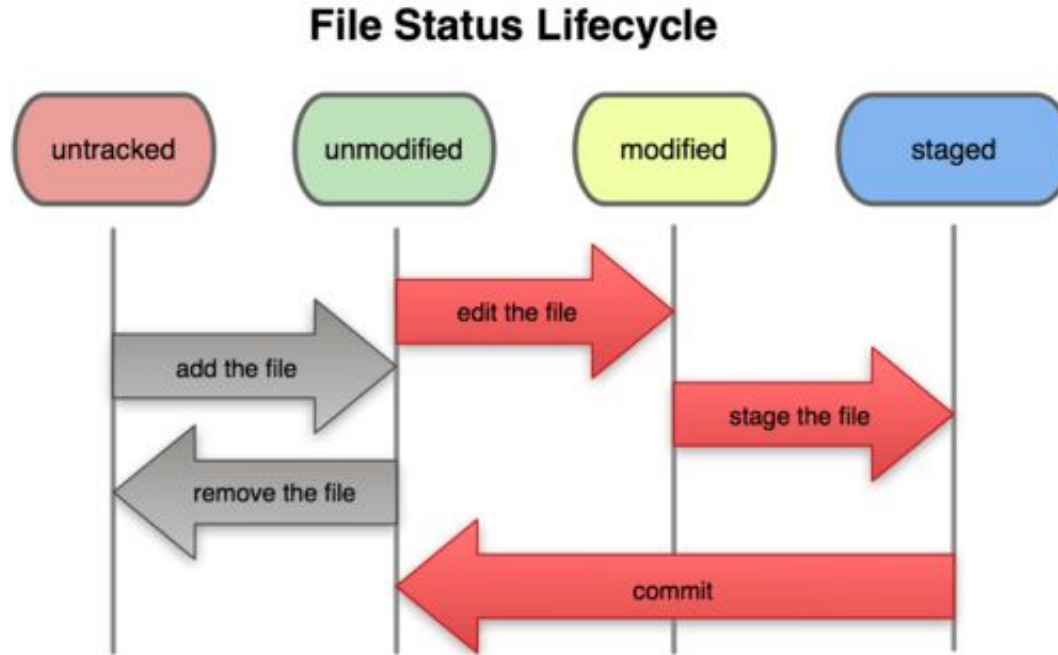 File Status Lifecycle
untracked
unmodified
modified
staged
edit the file
add the file
stage the file
remove the file
commit